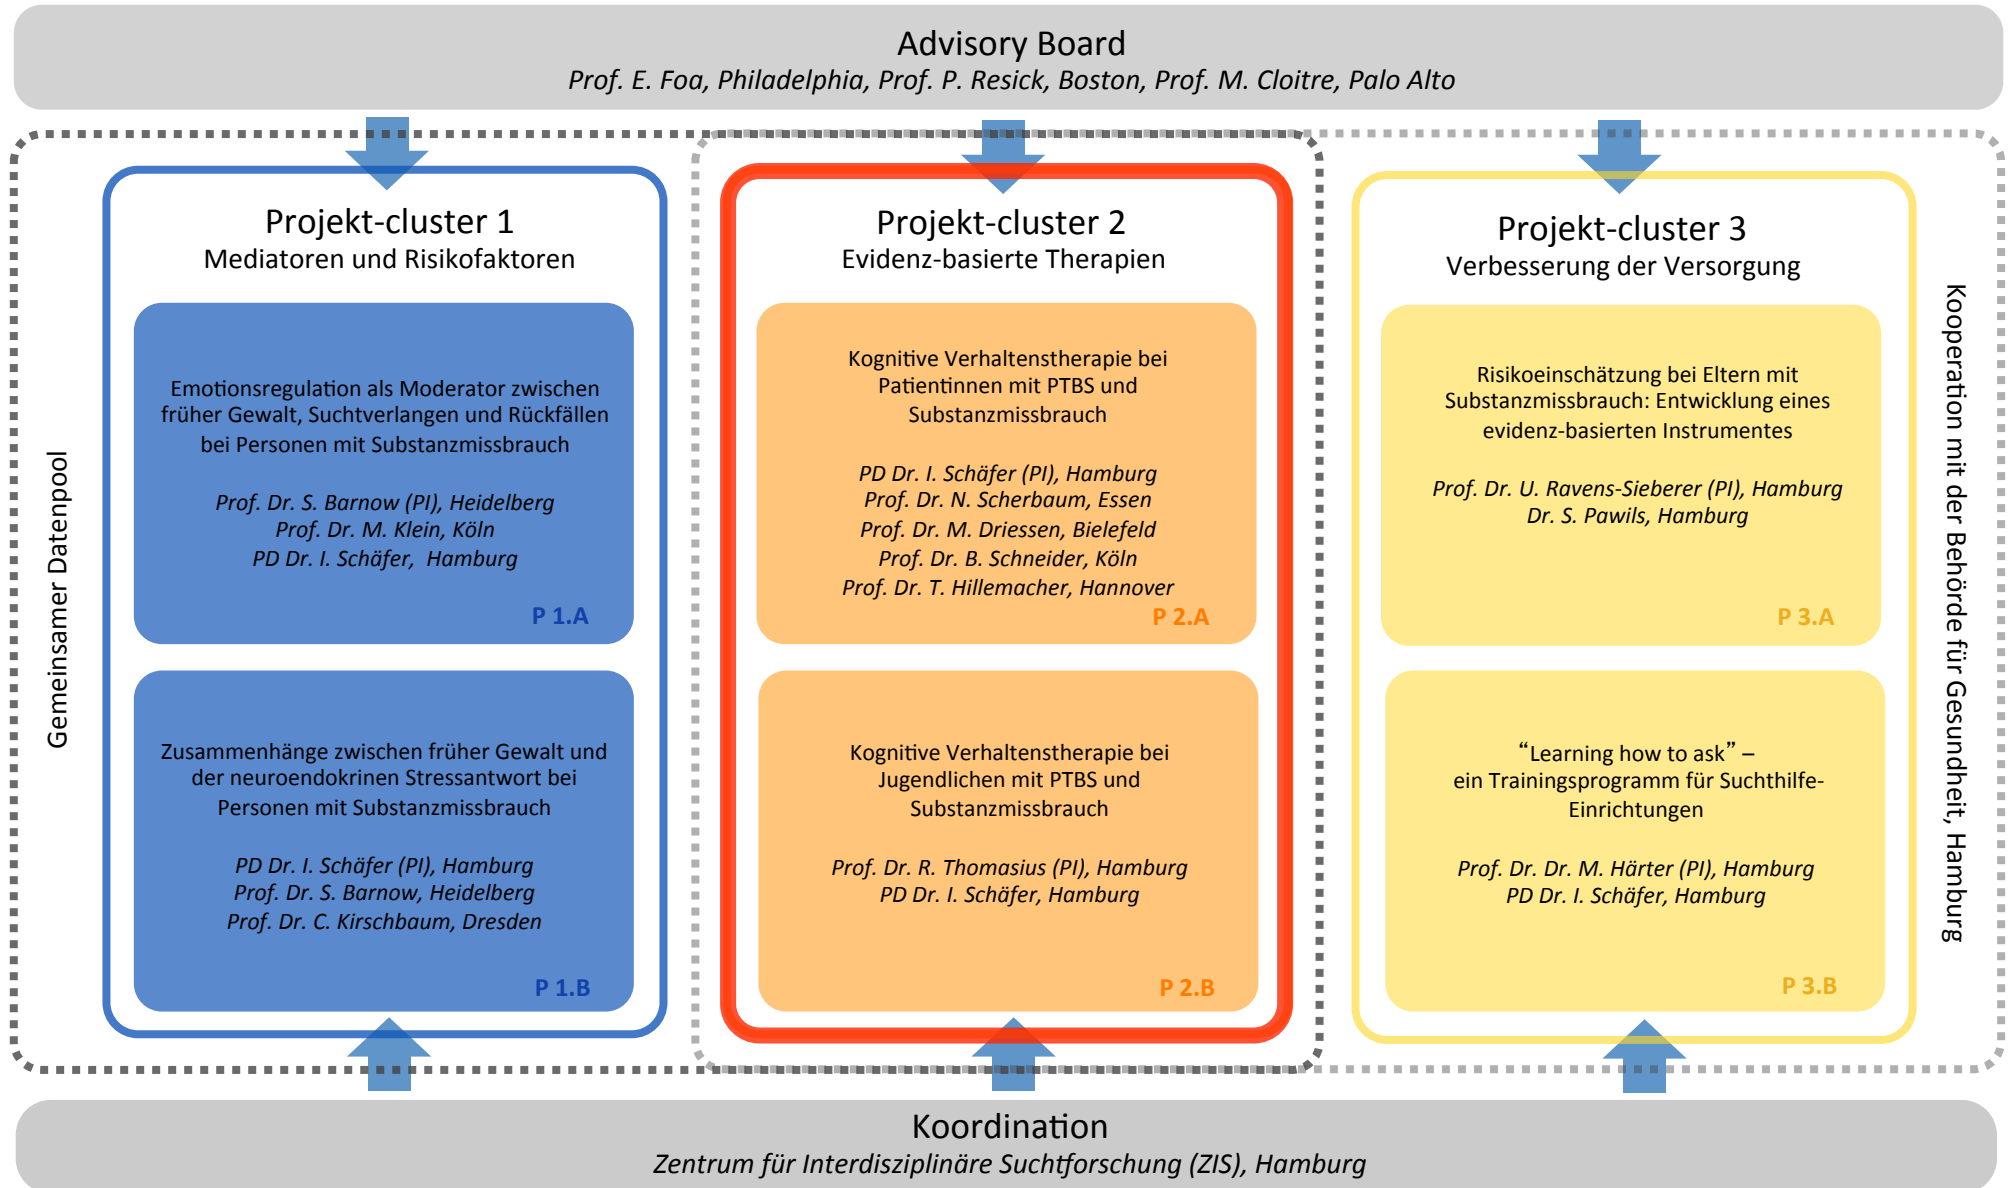 Advisory Board
Prof. E. Foa, Philadelphia, Prof. P. Resick, Boston, Prof. M. Cloitre, Palo Alto
Gemeinsamer Datenpool
Projekt-cluster 1
Mediatoren und Risikofaktoren
Emotionsregulation als Moderator zwischen
früher Gewalt, Suchtverlangen und Rückfällen
bei Personen mit Substanzmissbrauch
Prof. Dr. S. Barnow (PI), Heidelberg
Prof. Dr. M. Klein, Köln
PD Dr. I. Schäfer, Hamburg
P 1.A
Zusammenhänge zwischen früher Gewalt und
der neuroendokrinen Stressantwort bei
Personen mit Substanzmissbrauch
PD Dr. I. Schäfer (PI), Hamburg
Prof. Dr. S. Barnow, Heidelberg
Prof. Dr. C. Kirschbaum, Dresden
P 1.B
Projekt-cluster 2
Evidenz-basierte Therapien
Kognitive Verhaltenstherapie bei
Patientinnen mit PTBS und
Substanzmissbrauch
PD Dr. I. Schäfer (PI), Hamburg
Prof. Dr. N. Scherbaum, Essen
Prof. Dr. M. Driessen, Bielefeld
Prof. Dr. B. Schneider, Köln
Prof. Dr. T. Hillemacher, Hannover
P 2.A
Kognitive Verhaltenstherapie bei
Jugendlichen mit PTBS und
Substanzmissbrauch
Prof. Dr. R. Thomasius (PI), Hamburg
PD Dr. I. Schäfer, Hamburg
P 2.B
Projekt-cluster 3
Verbesserung der Versorgung
Risikoeinschätzung bei Eltern mit
Substanzmissbrauch: Entwicklung eines
evidenz-basierten Instrumentes
Prof. Dr. U. Ravens-Sieberer (PI), Hamburg
Dr. S. Pawils, Hamburg
P 3.A
“Learning how to ask” –
ein Trainingsprogramm für Suchthilfe-
Einrichtungen
Prof. Dr. Dr. M. Härter (PI), Hamburg
PD Dr. I. Schäfer, Hamburg
P 3.B
Kooperation mit der Behörde für Gesundheit, Hamburg
Koordination
Zentrum für Interdisziplinäre Suchtforschung (ZIS), Hamburg